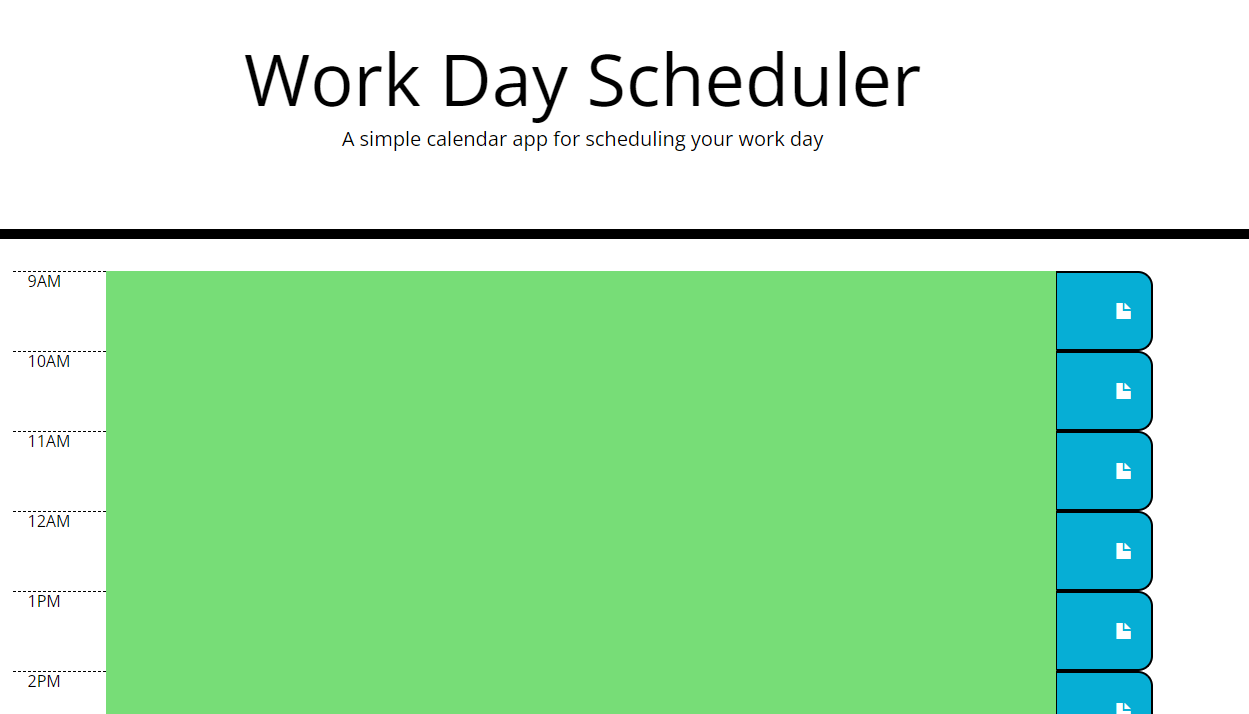 Work Day Scheduler
A simple calendar app for scheduling your work day
9AM
10AM
11AM
12AM
1PM
2PM